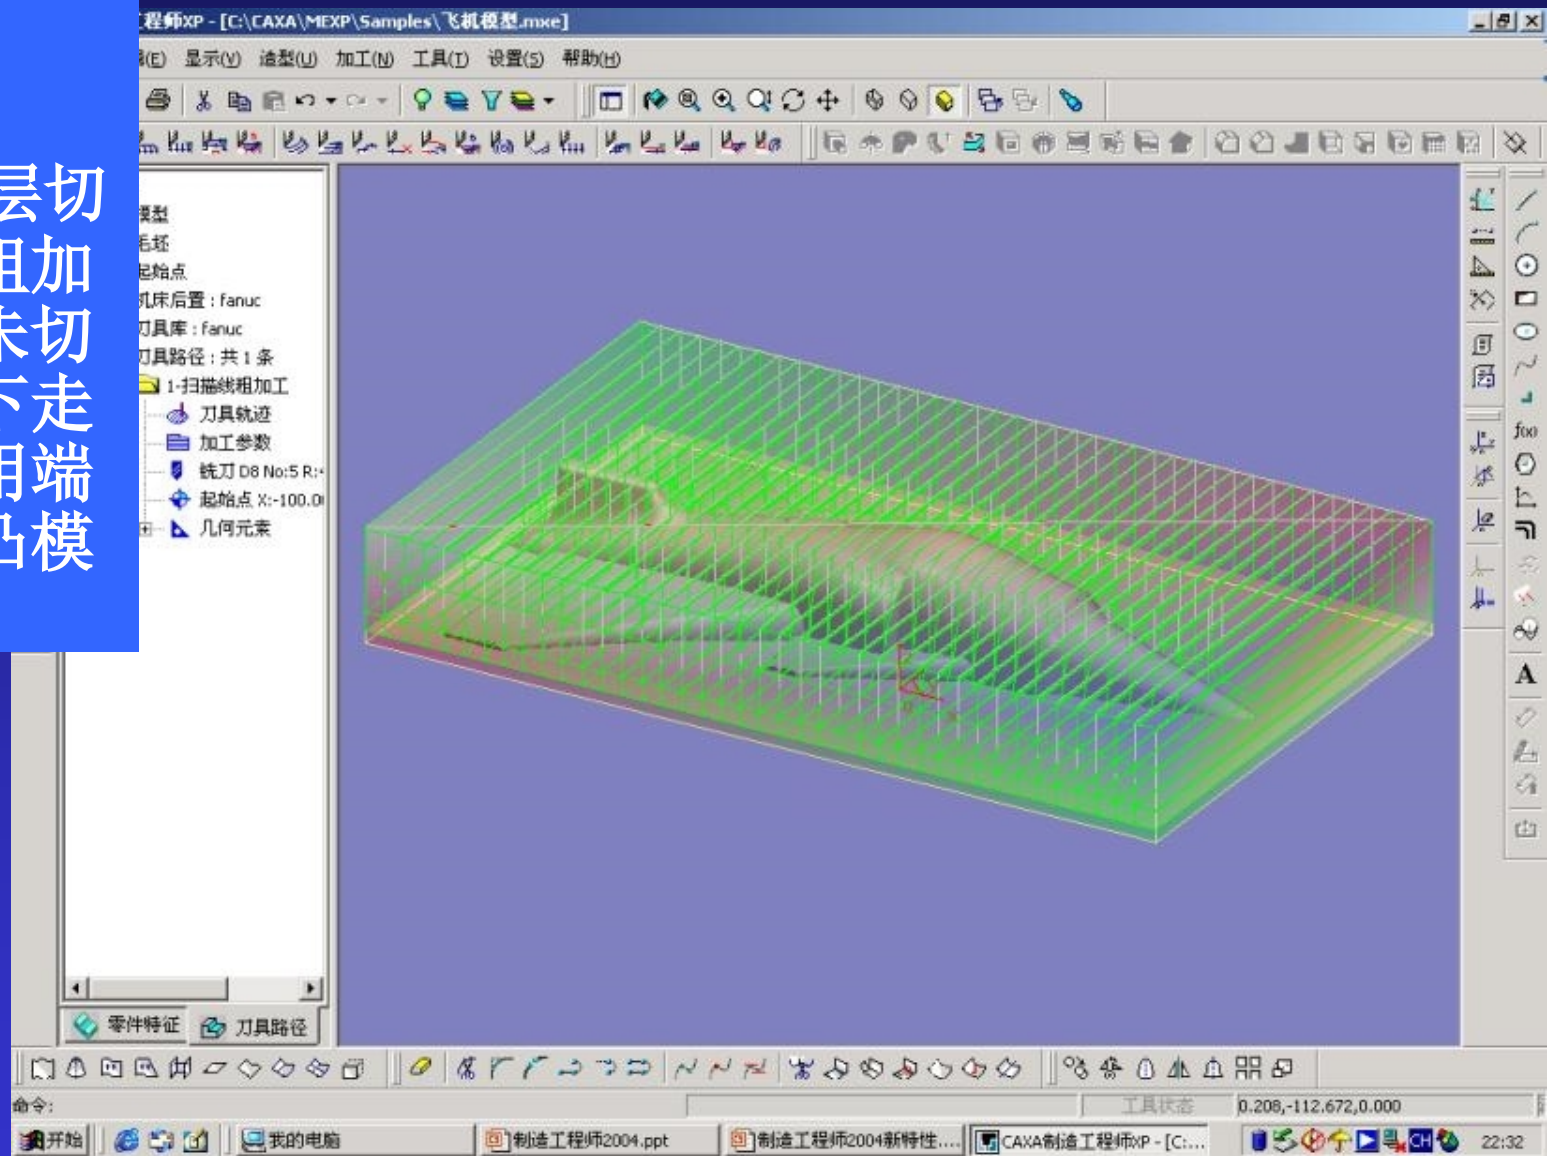 程师XP - [C:\CAXA\MEXP\Samples\飞机模型.mxe]
(E) 显示(V) 造型(U) 加工(N) 工具(T) 设置(S) 帮助(H)
层切
粗加
未切
下走
用端
凸模
模型
毛坯
起始点
机床后置 : fanuc
刀具库 : fanuc
刀具路径 : 共 1 条
1-扫描线粗加工
刀具轨迹
加工参数
铣刀 D8 No:5 R:
起始点 X:-100.0
几何元素
f(x)
A
零件特征 刀具路径
命令:
工具状态
0.208,-112.672,0.000
开始 我的电脑 制造工程师2004.ppt 制造工程师2004新特性.... CAXA制造工程师XP - [C:... CH 22:32